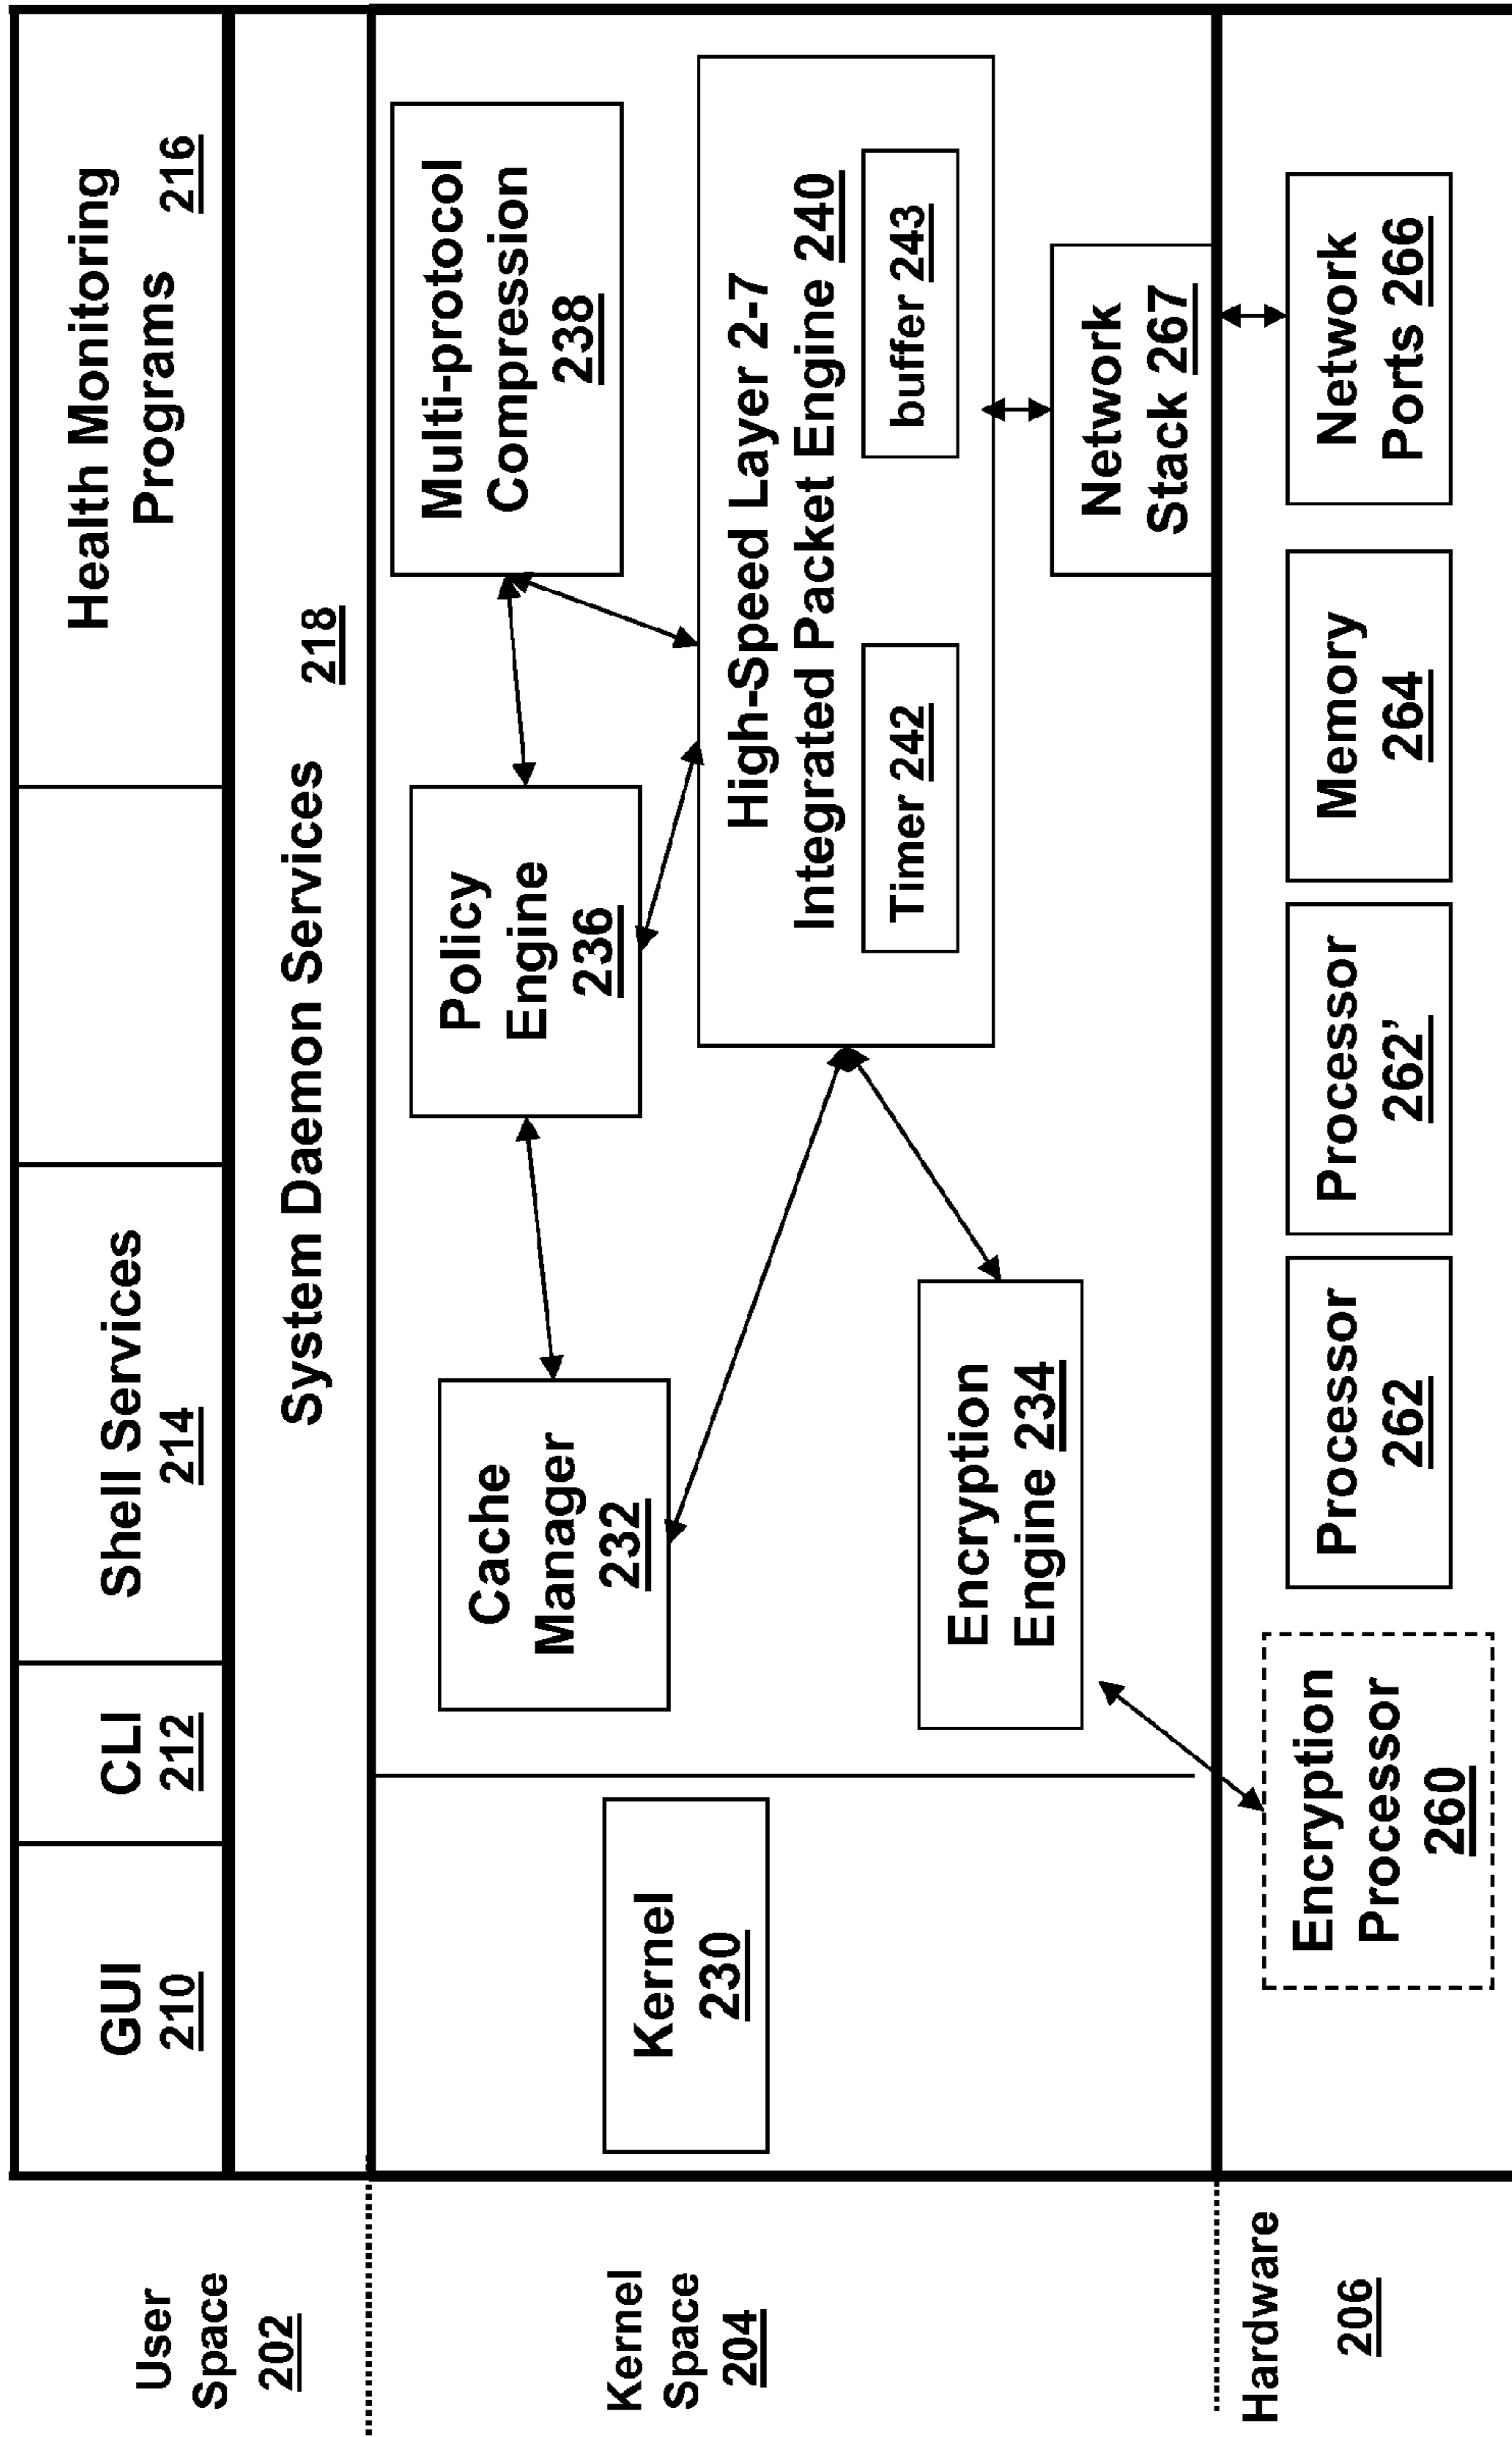 User
Space
202
GUI
210
CLI
212
Shell Services
214
Health Monitoring
Programs 216
System Daemon Services 218
Kernel
Space
204
Kernel
230
Cache
Manager
232
Policy
Engine
236
Multi-protocol
Compression
238
High-Speed Layer 2-7
Integrated Packet Engine 240
Timer 242
buffer 243
Encryption
Engine 234
Network
Stack 267
Hardware
206
Encryption
Processor
260
Processor
262
Processor
262’
Memory
264
Network
Ports 266